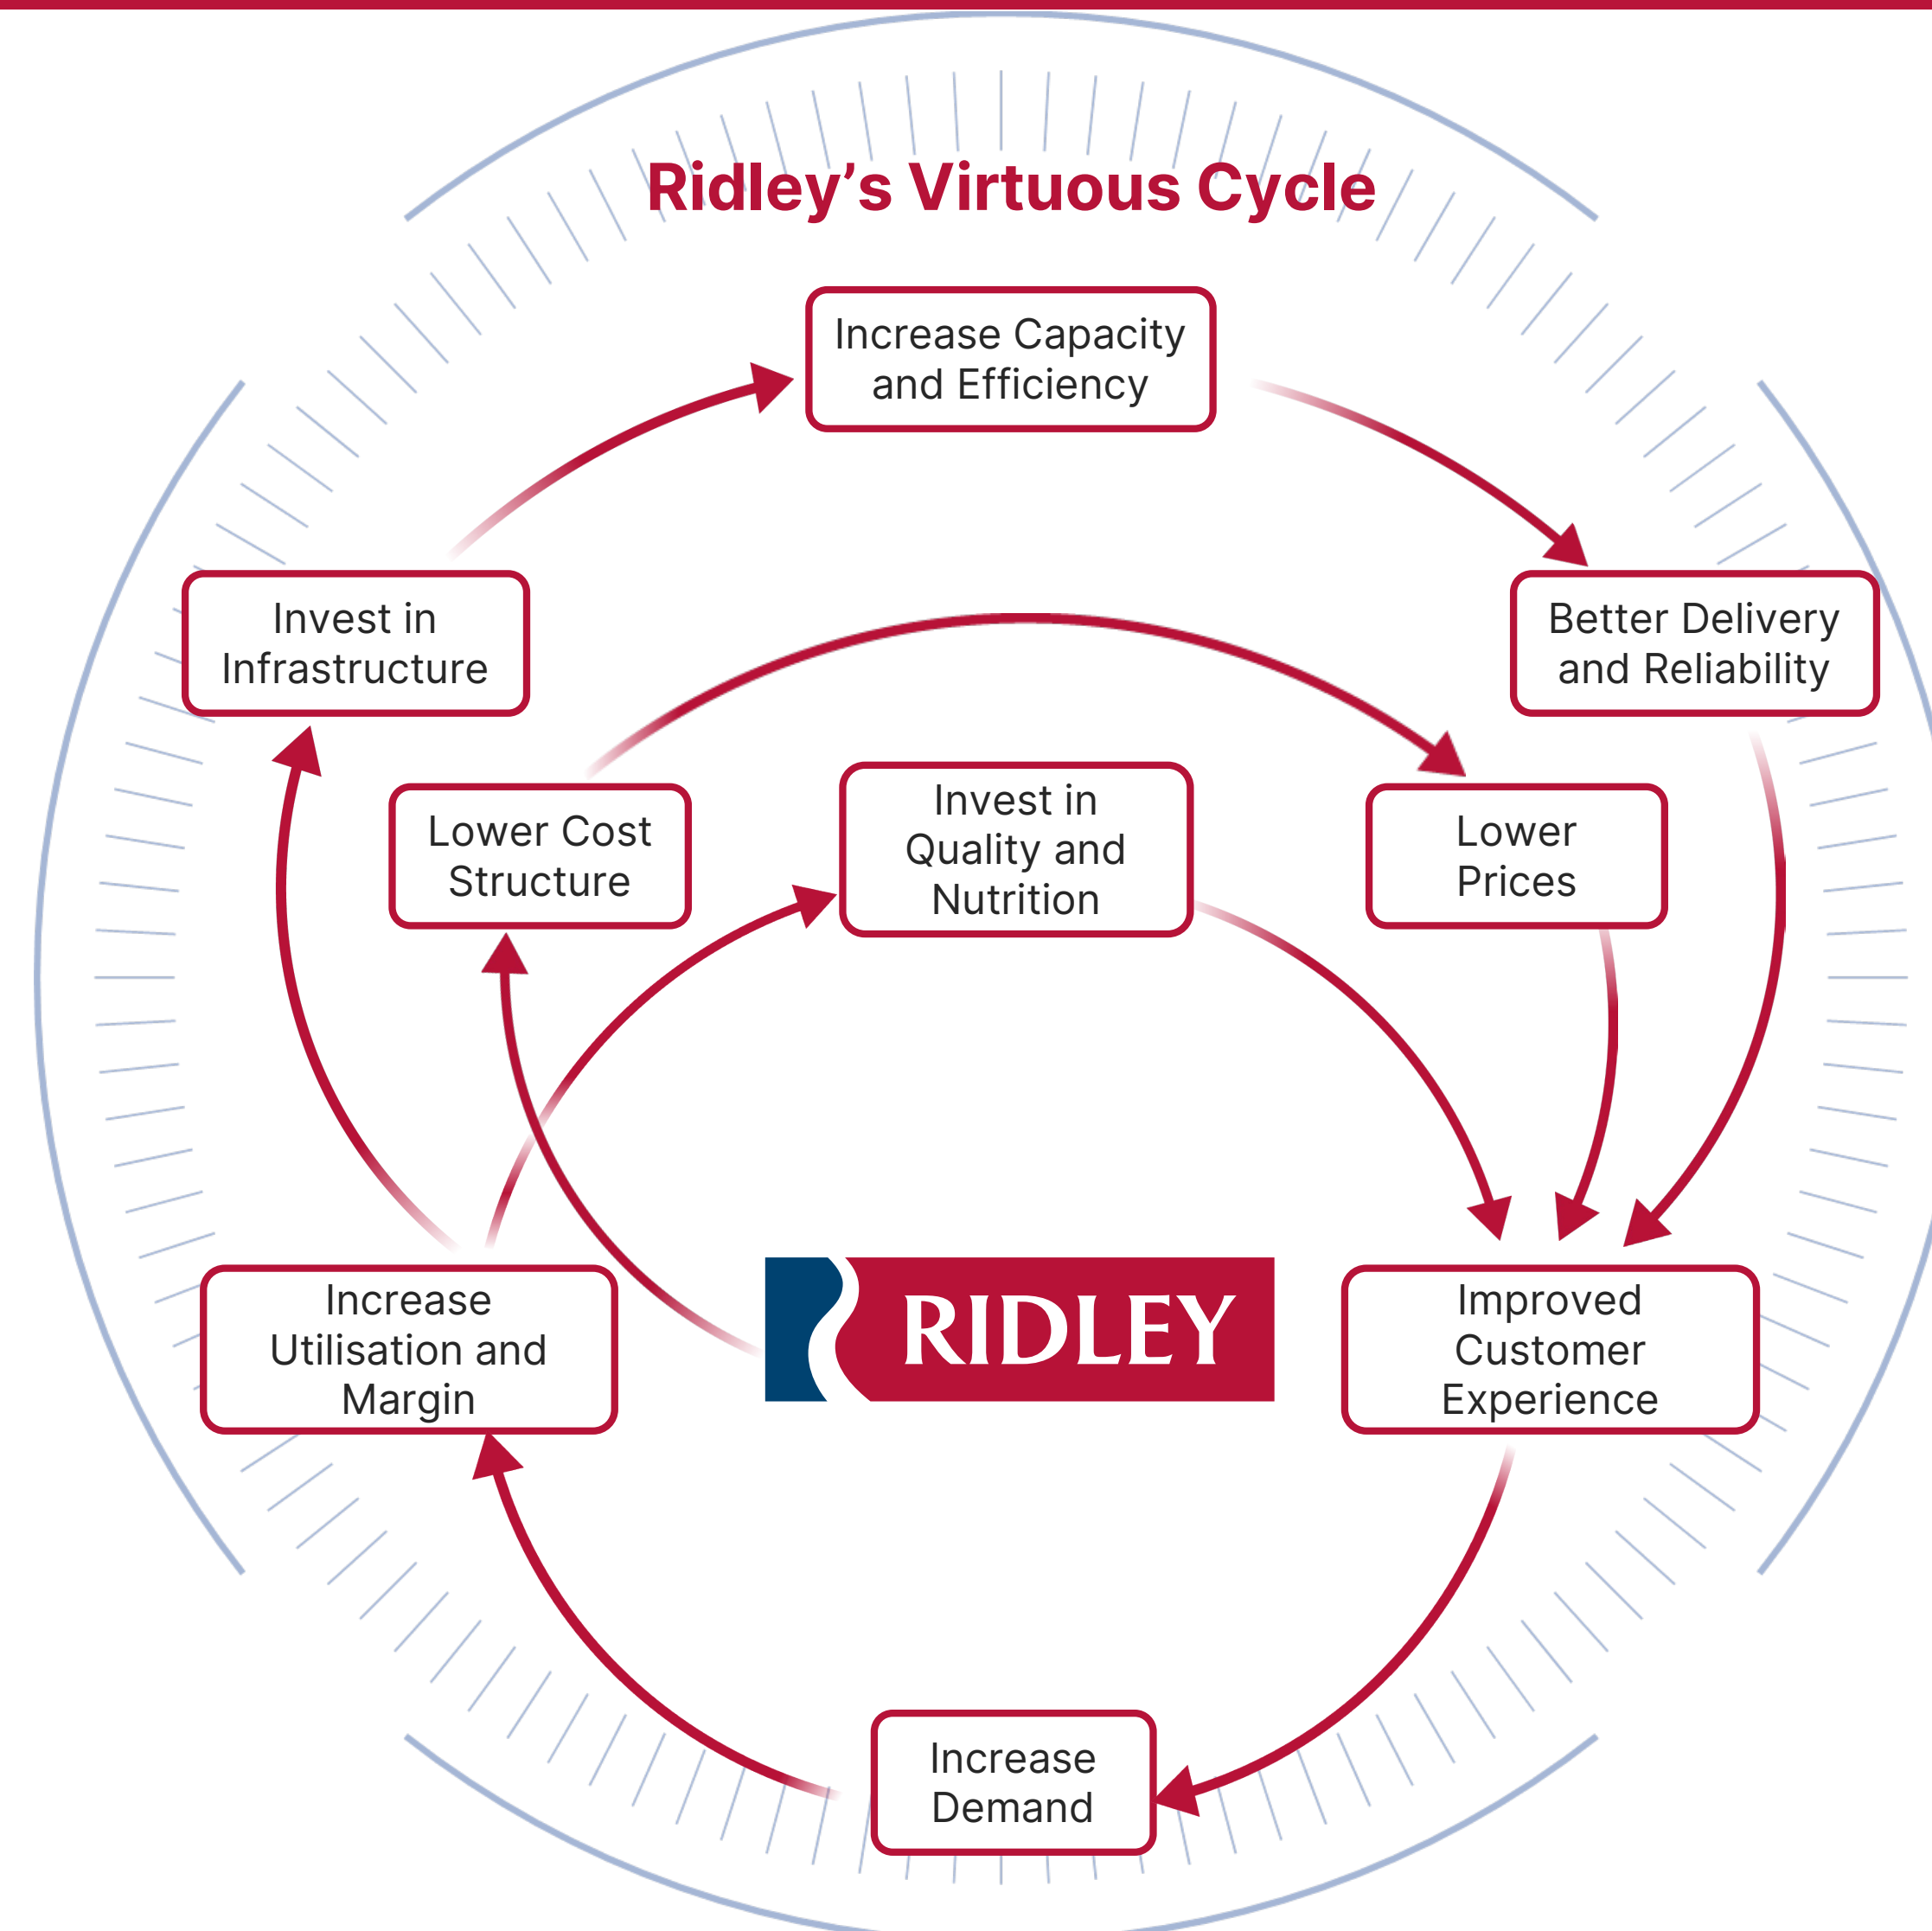 Ridley’s Virtuous Cycle
Increase Capacity
and Efficiency
Invest in
Infrastructure
Better Delivery
and Reliability
Lower Cost
Structure
Invest in
Quality and
Nutrition
Lower
Prices
Increase
Utilisation and
Margin
RIDLEY
Improved
Customer
Experience
Increase
Demand